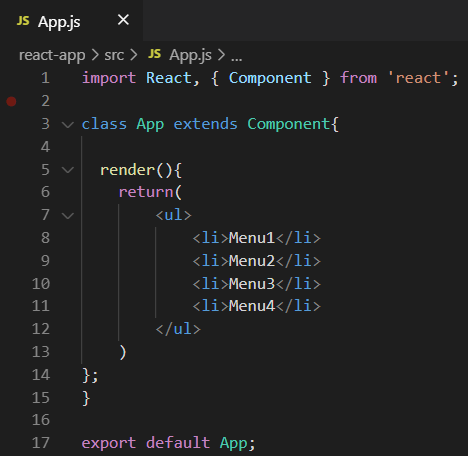 JS App.js ×
react-app > src > JS App.js > ...
1 import React, { Component } from 'react';
2
3 class App extends Component{
4
5   render(){
6     return(
7         <ul>
8             <li>Menu1</li>
9             <li>Menu2</li>
10             <li>Menu3</li>
11             <li>Menu4</li>
12         </ul>
13     )
14 };
15 }
16
17 export default App;